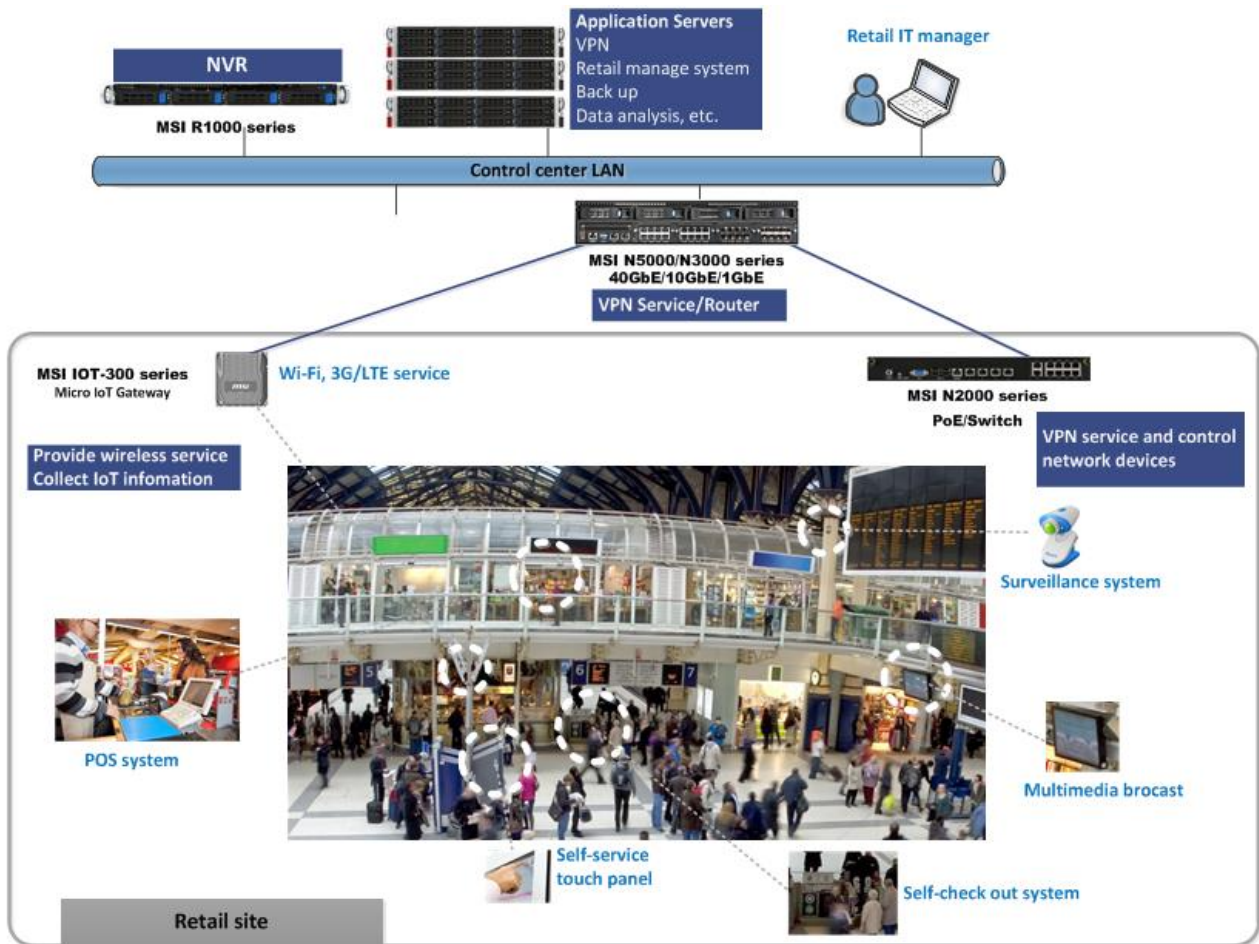 NVR
MSI R1000 series
Application Servers
VPN
Retail manage system
Back up
Data analysis, etc.
Retail IT manager
Control center LAN
MSI N5000/N3000 series
40GbE/10GbE/1GbE
VPN Service/Router
MSI IOT-300 series
Micro IoT Gateway
msi
Wi-Fi, 3G/LTE service
MSI N2000 series
PoE/Switch
Provide wireless service
Collect IoT infomation
VPN service and control
network devices
Surveillance system
5
6
7
POS system
Multimedia brocast
Self-service
touch panel
Self-check out system
Retail site